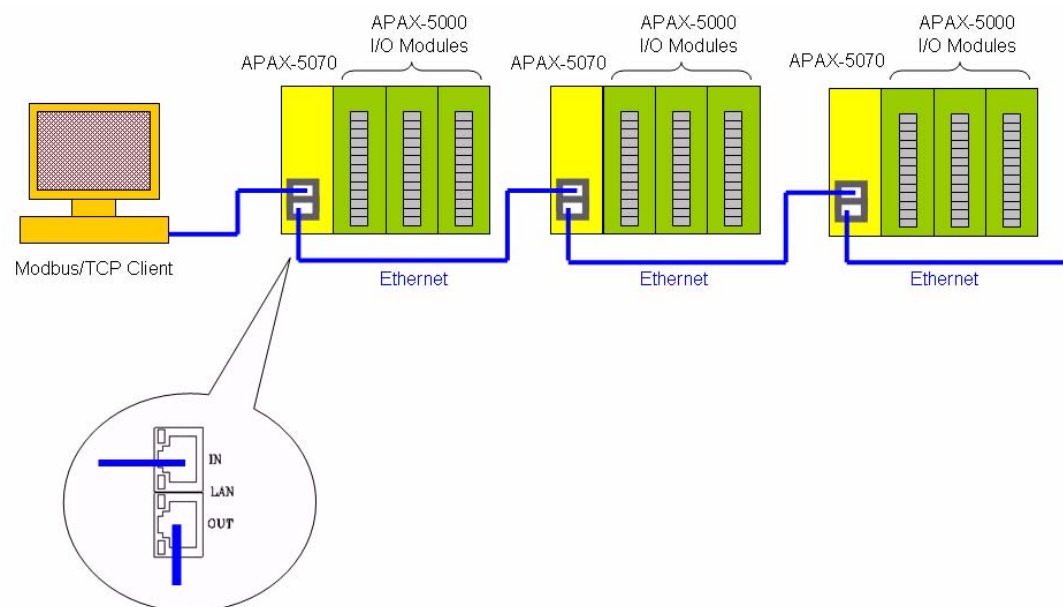 APAX-5000
I/O Modules
APAX-5070
APAX-5000
I/O Modules
APAX-5070
APAX-5000
I/O Modules
APAX-5070
Modbus/TCP Client
Ethernet
Ethernet
Ethernet
IN
LAN
OUT